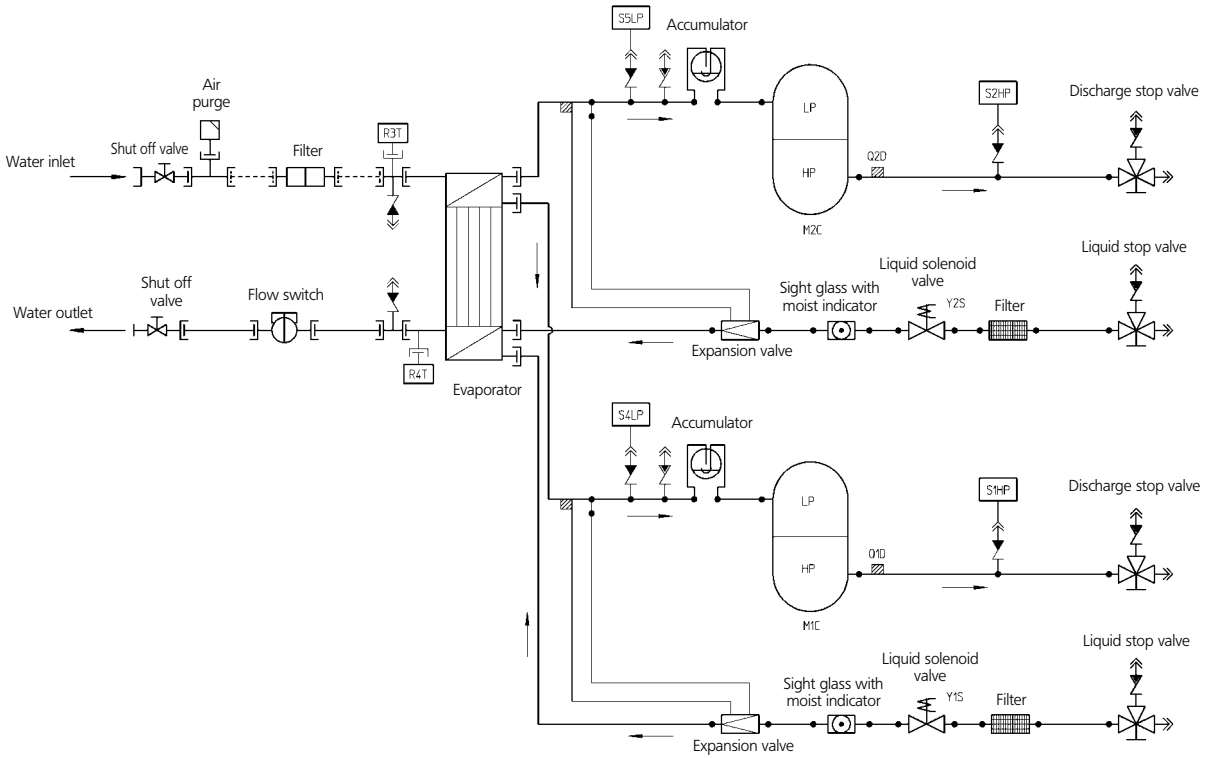 S5LP
Accumulator
Air
purge
S2HP
Discharge stop valve
LP
Shut off valve
Filter
R3T
Water inlet
Q2D
HP
M2C
Liquid solenoid
valve
Liquid stop valve
Shut off
valve
Flow switch
Sight glass with
moist indicator
Y2S
Filter
Water outlet
Expansion valve
R4T
Evaporator
S4LP
Accumulator
S1HP
Discharge stop valve
LP
Q1D
HP
M1C
Liquid solenoid
valve
Liquid stop valve
Sight glass with
moist indicator
Y1S
Filter
Expansion valve